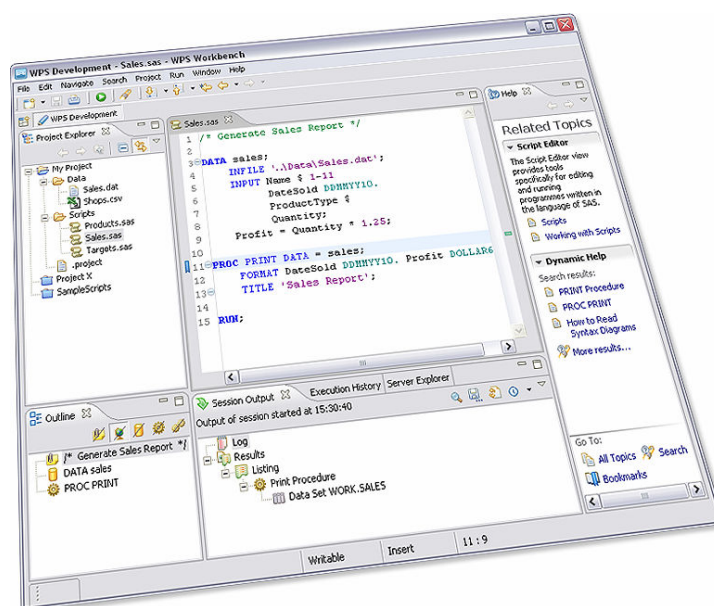 WPS Development - Sales.sas - WPS Workbench
File Edit Navigate Search Project Run Window Help
WPS Development
Project Explorer
My Project
Data
Sales.dat
Shops.csv
Scripts
Products.sas
Sales.sas
Targots.sas
.project
Project X
SampleScripts
Sales.sas
1 /* Generate Sales Report */
2
3 DATA sales;
4 INFILE '..\Data\Sales.dat';
5 INPUT Name $ 1-11
6 DateSold DDMMYY10.
7 ProductType $
8 Quantity;
9 Profit = Quantity * 1.25;
10
11 PROC PRINT DATA = sales;
12 FORMAT DateSold DDMMYY10. Profit DOLLAR6
13 TITLE 'Sales Report';
14
15 RUN;
Help
Related Topics
Script Editor
The Script Editor view
provides tools
specifically for editing
and running
programmes written in
the language of SAS.
Scripts
Working with Scripts
Dynamic Help
Search results:
PRINT Procedure
PROC PRINT
How to Read
Syntax Diagrams
More results...
Go To:
All Topics Search
Bookmarks
Outline
/* Generate Sales Report */
DATA sales
PROC PRINT
Session Output Execution History Server Explorer
Output of session started at 15:30:40
Log
Results
Listing
Print Procedure
Data Set WORK.SALES
Writable Insert 11:9